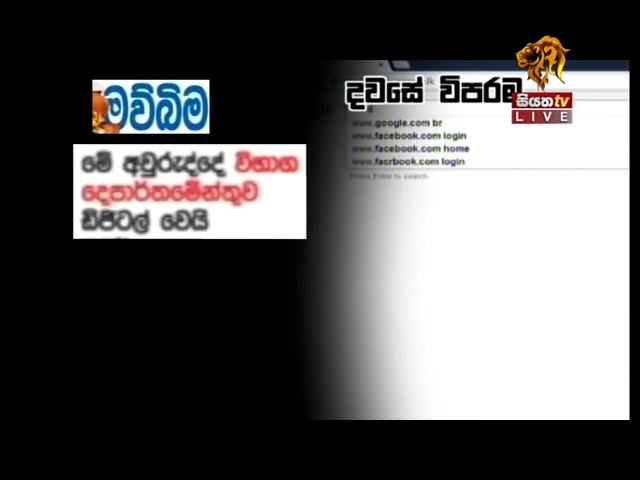 මව්බිම
මේ අවුරුද්දේ විභාග
දෙපාර්තමේන්තුව
ඩිජිටල් වෙයි
දවසේ විපරම
සියත tv
LIVE
www.google.com br
www.facebook.com login
www.facebook.com home
www.facrbook.com login
Press Enter to search.